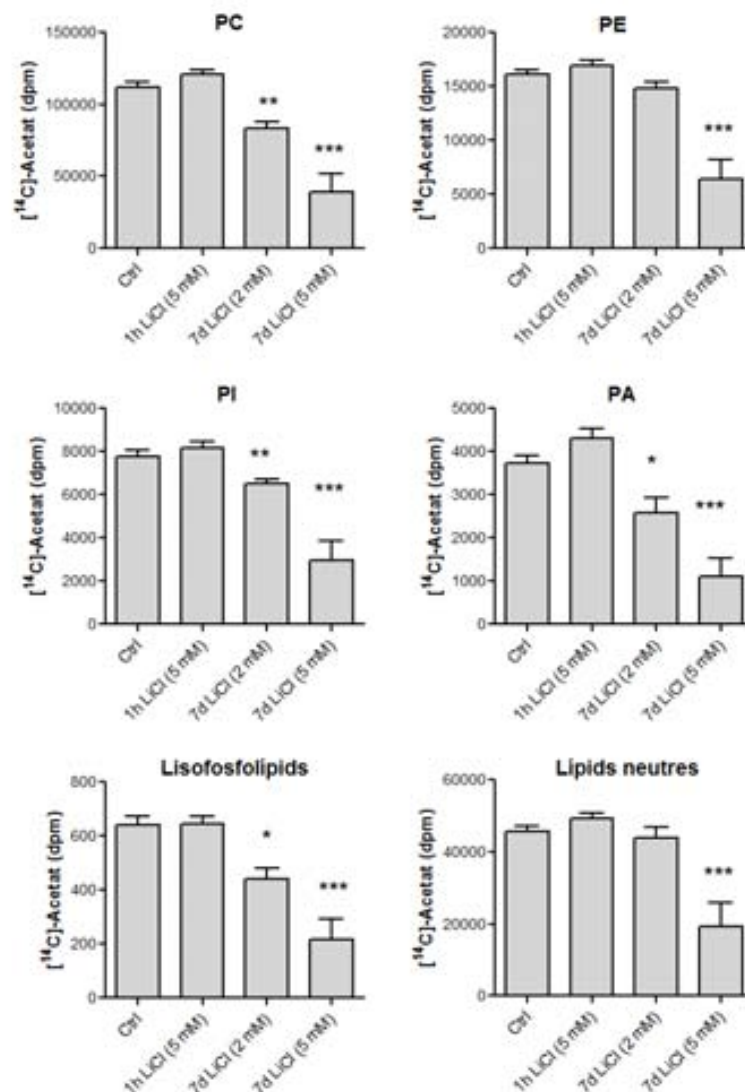 PC
150000
100000
50000
0
[¹⁴C]-Acetat (dpm)
**
***
Ctrl
1h LiCl (5 mM)
7d LiCl (2 mM)
7d LiCl (5 mM)
PE
20000
15000
10000
5000
0
[¹⁴C]-Acetat (dpm)
***
Ctrl
1h LiCl (5 mM)
7d LiCl (2 mM)
7d LiCl (5 mM)
PI
10000
8000
6000
4000
2000
0
[¹⁴C]-Acetat (dpm)
**
***
Ctrl
1h LiCl (5 mM)
7d LiCl (2 mM)
7d LiCl (5 mM)
PA
5000
4000
3000
2000
1000
0
[¹⁴C]-Acetat (dpm)
*
***
Ctrl
1h LiCl (5 mM)
7d LiCl (2 mM)
7d LiCl (5 mM)
Lisofosfolipids
800
600
400
200
0
[¹⁴C]-Acetat (dpm)
*
***
Ctrl
1h LiCl (5 mM)
7d LiCl (2 mM)
7d LiCl (5 mM)
Lipids neutres
60000
40000
20000
0
[¹⁴C]-Acetat (dpm)
***
Ctrl
1h LiCl (5 mM)
7d LiCl (2 mM)
7d LiCl (5 mM)